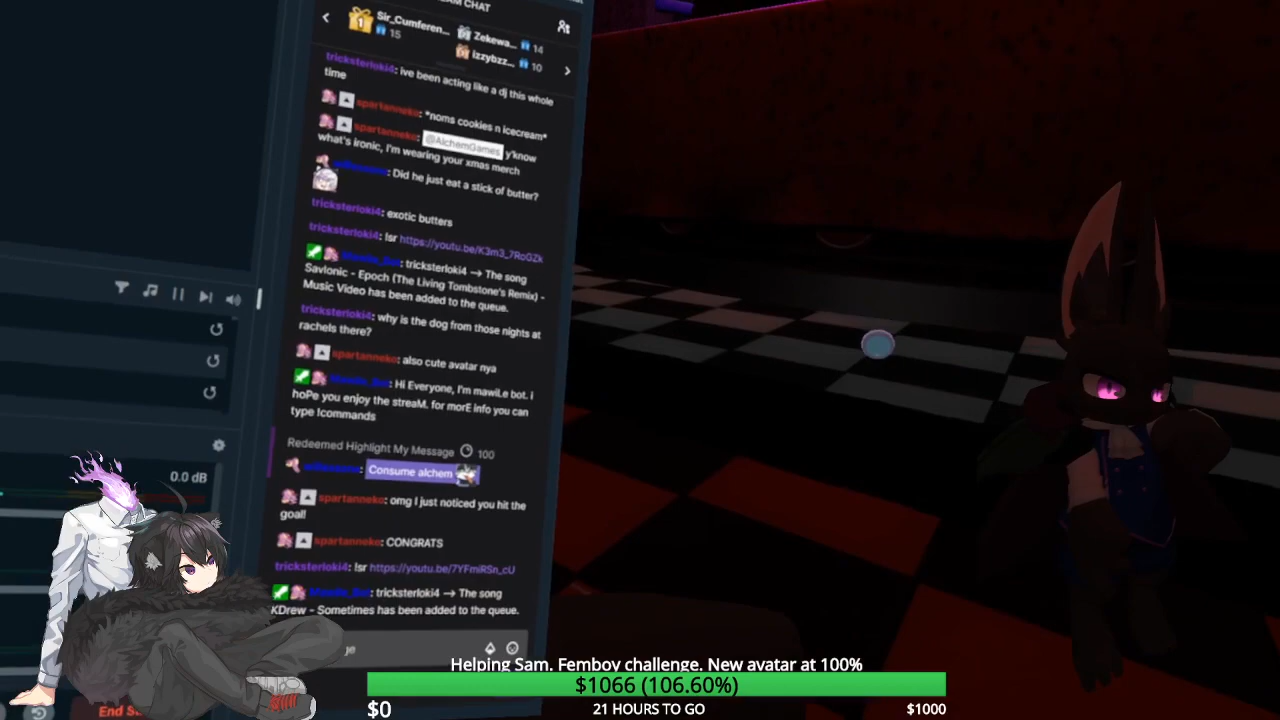 AM CHAT
1
Sir_Cumferen...
15
Zekewa... 14
izzybzz... 10
tricksterloki4: ive been acting like a dj this whole
time
spartanneko: *noms cookies n icecream*
spartanneko: @AlchemGames y'know
what's ironic, I'm wearing your xmas merch
: Did he just eat a stick of butter?
tricksterloki4: exotic butters
tricksterloki4: !sr https://youtu.be/K3m3_7RoGZk
: tricksterloki4 -> The song
Savlonic - Epoch (The Living Tombstone's Remix) -
Music Video has been added to the queue.
tricksterloki4: why is the dog from those nights at
rachels there?
spartanneko: also cute avatar nya
: Hi Everyone, I'm mawiLe bot. i
hoPe you enjoy the streaM. for morE info you can
type !commands
Redeemed Highlight My Message 100
: Consume alchem
spartanneko: omg I just noticed you hit the
goal!
spartanneko: CONGRATS
tricksterloki4: !sr https://youtu.be/7YFmiRSn_cU
: tricksterloki4 -> The song
KDrew - Sometimes has been added to the queue.
0.0 dB
Helping Sam. Femboy challenge. New avatar at 100%
$1066 (106.60%)
$0
21 HOURS TO GO
$1000